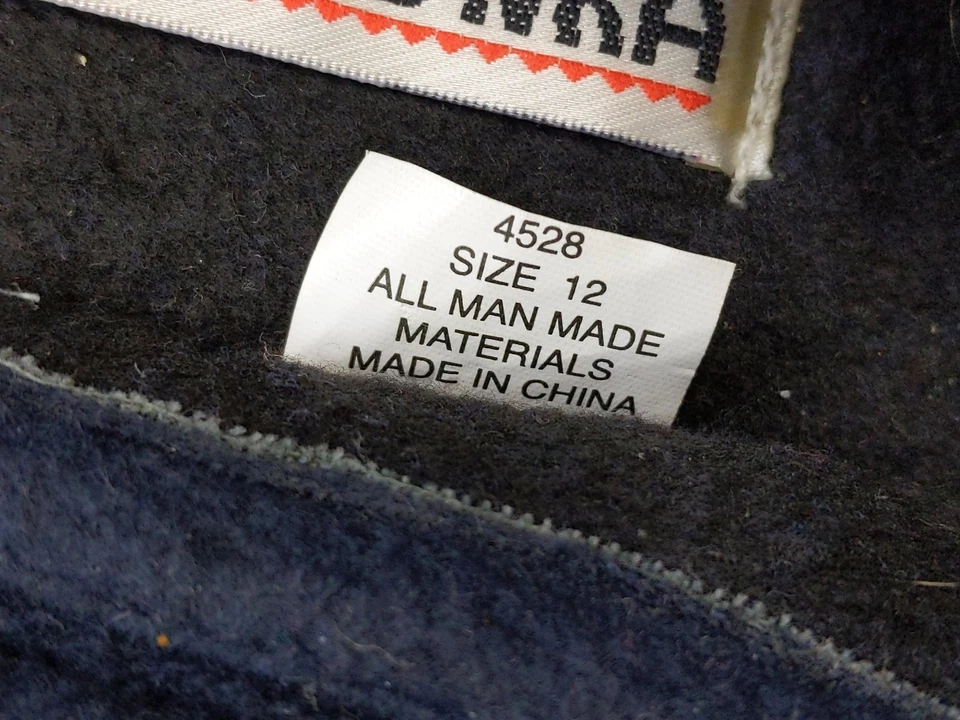 4528
SIZE 12
ALL MAN MADE
MATERIALS
MADE IN CHINA